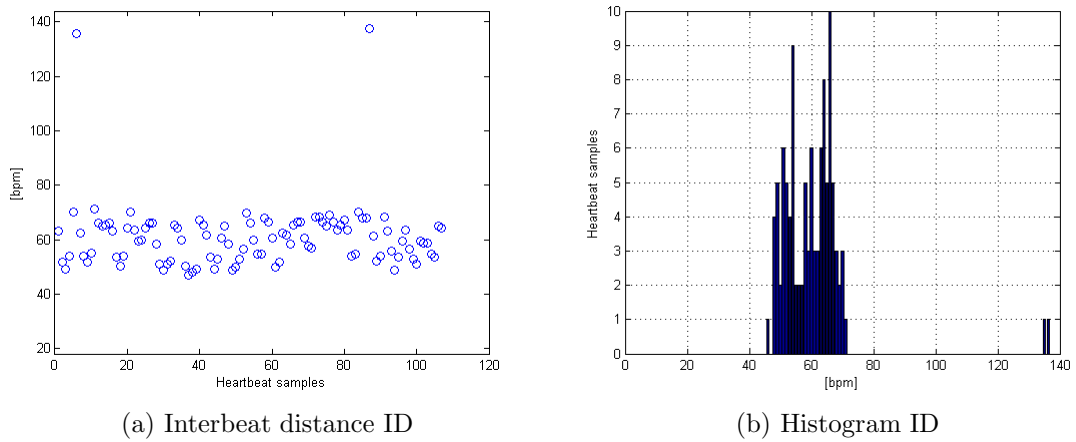 140
120
100
80
60
40
20
[bpm]
0 20 40 60 80 100 120
Heartbeat samples
(a) Interbeat distance ID
10
9
8
7
6
5
4
3
2
1
0
Heartbeat samples
0 20 40 60 80 100 120 140
[bpm]
(b) Histogram ID